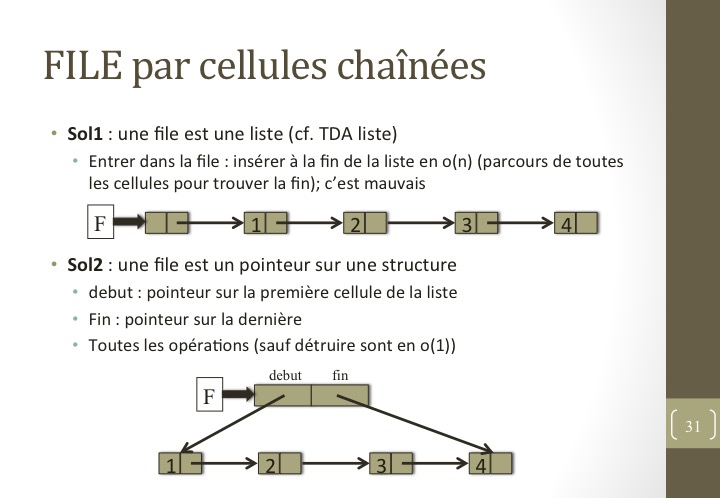 FILE par cellules chaînées
• Sol1 : une file est une liste (cf. TDA liste)
• Entrer dans la file : insérer à la fin de la liste en o(n) (parcours de toutes
les cellules pour trouver la fin); c’est mauvais
F 1 2 3 4
• Sol2 : une file est un pointeur sur une structure
• debut : pointeur sur la première cellule de la liste
• Fin : pointeur sur la dernière
• Toutes les opérations (sauf détruire sont en o(1))
debut fin
F
31
1 2 3 4